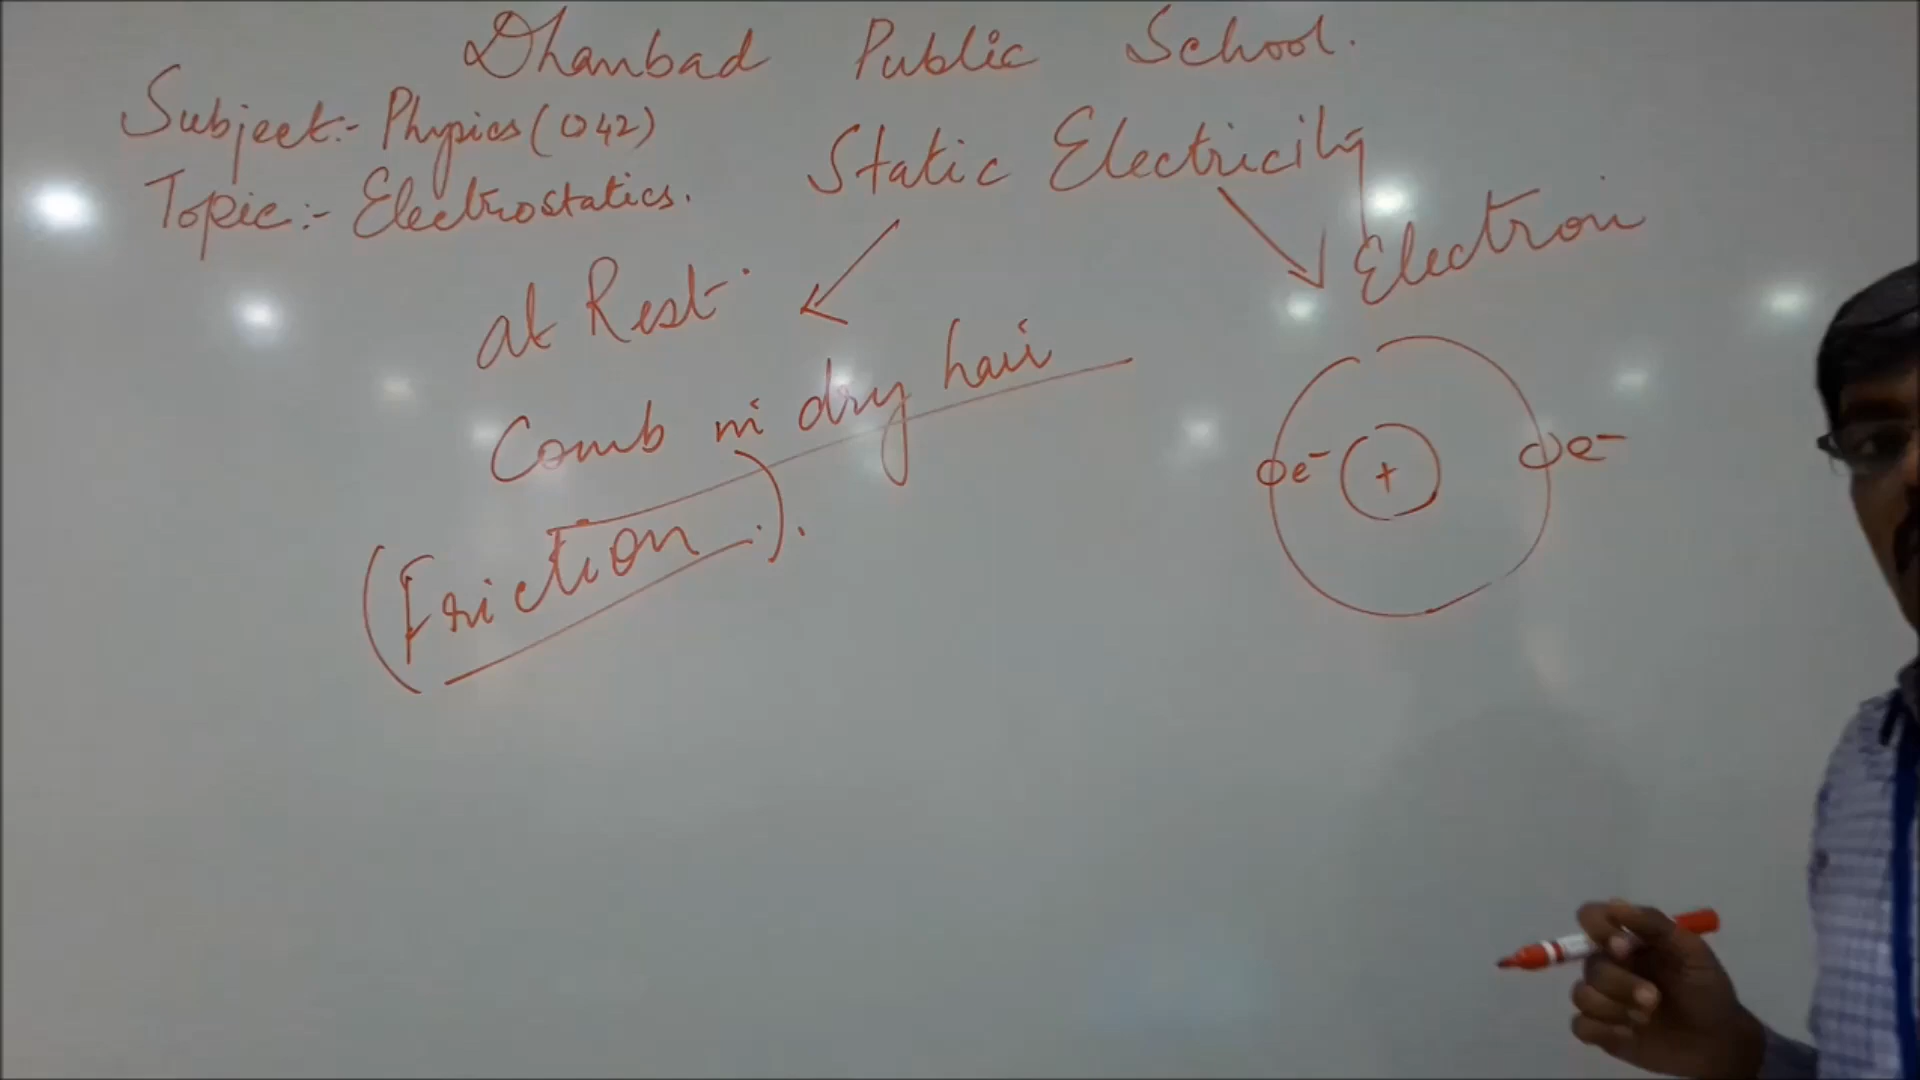 Dhanbad Public School.
Subject:- Physics (042)
Topic:- Electrostatics.
Static Electricity
at Rest.
Electron
Comb in dry hair
(Friction).
e- + e-